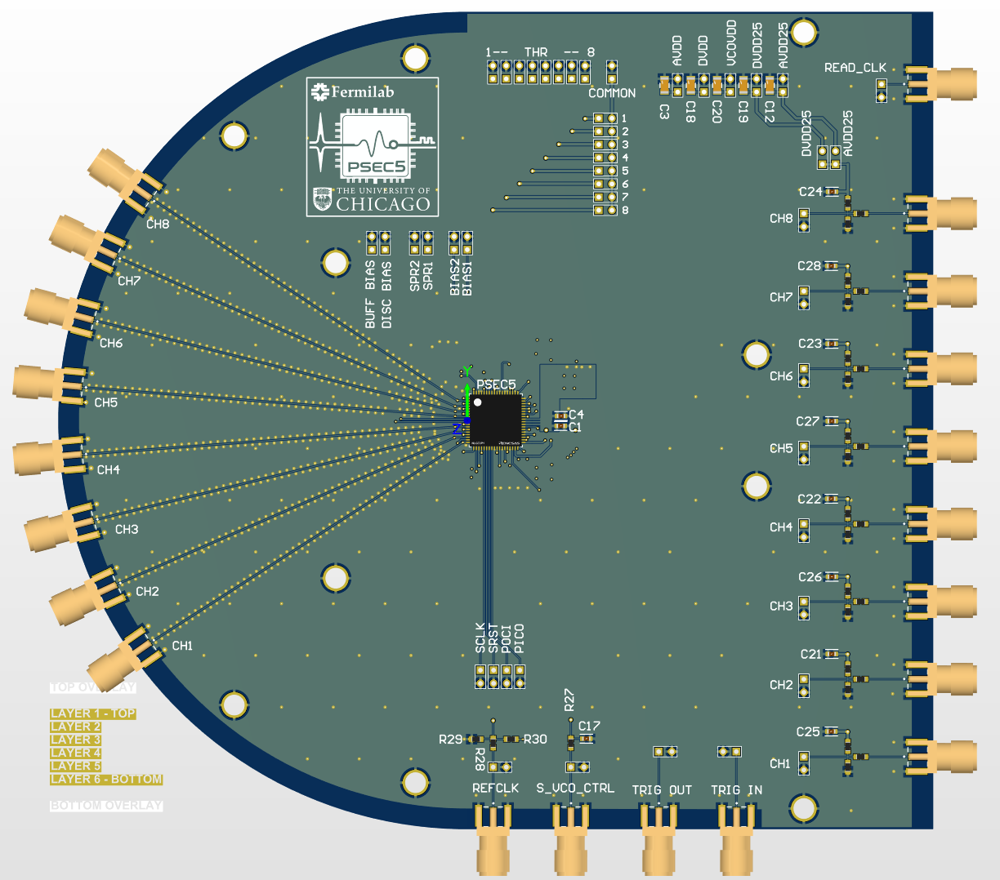 1-- THR -- 8
COMMON
AVDD
DVDD
VCOVDD
DVDD25
AVDD25
C3
C18
C20
C19
C12
READ_CLK
DVDD25
AVDD25
Fermilab
PSEC5
THE UNIVERSITY OF
CHICAGO
1
2
3
4
5
6
7
8
BUFF BIAS
DISC BIAS
SPR2
SPR1
BIAS2
BIAS1
CH8
CH7
CH6
CH5
CH4
CH3
CH2
CH1
Y
Z
PSEC5
RENESAS
C4
C1
C24
CH8
C28
CH7
C23
CH6
C27
CH5
C22
CH4
C26
CH3
C21
CH2
C25
CH1
SCLK
SRST
POCI
PICO
R27
C17
R29
R30
R28
REFCLK
S_VCO_CTRL
TRIG OUT
TRIG IN
TOP OVERLAY
LAYER 1 - TOP
LAYER 2
LAYER 3
LAYER 4
LAYER 5
LAYER 6 - BOTTOM
BOTTOM OVERLAY